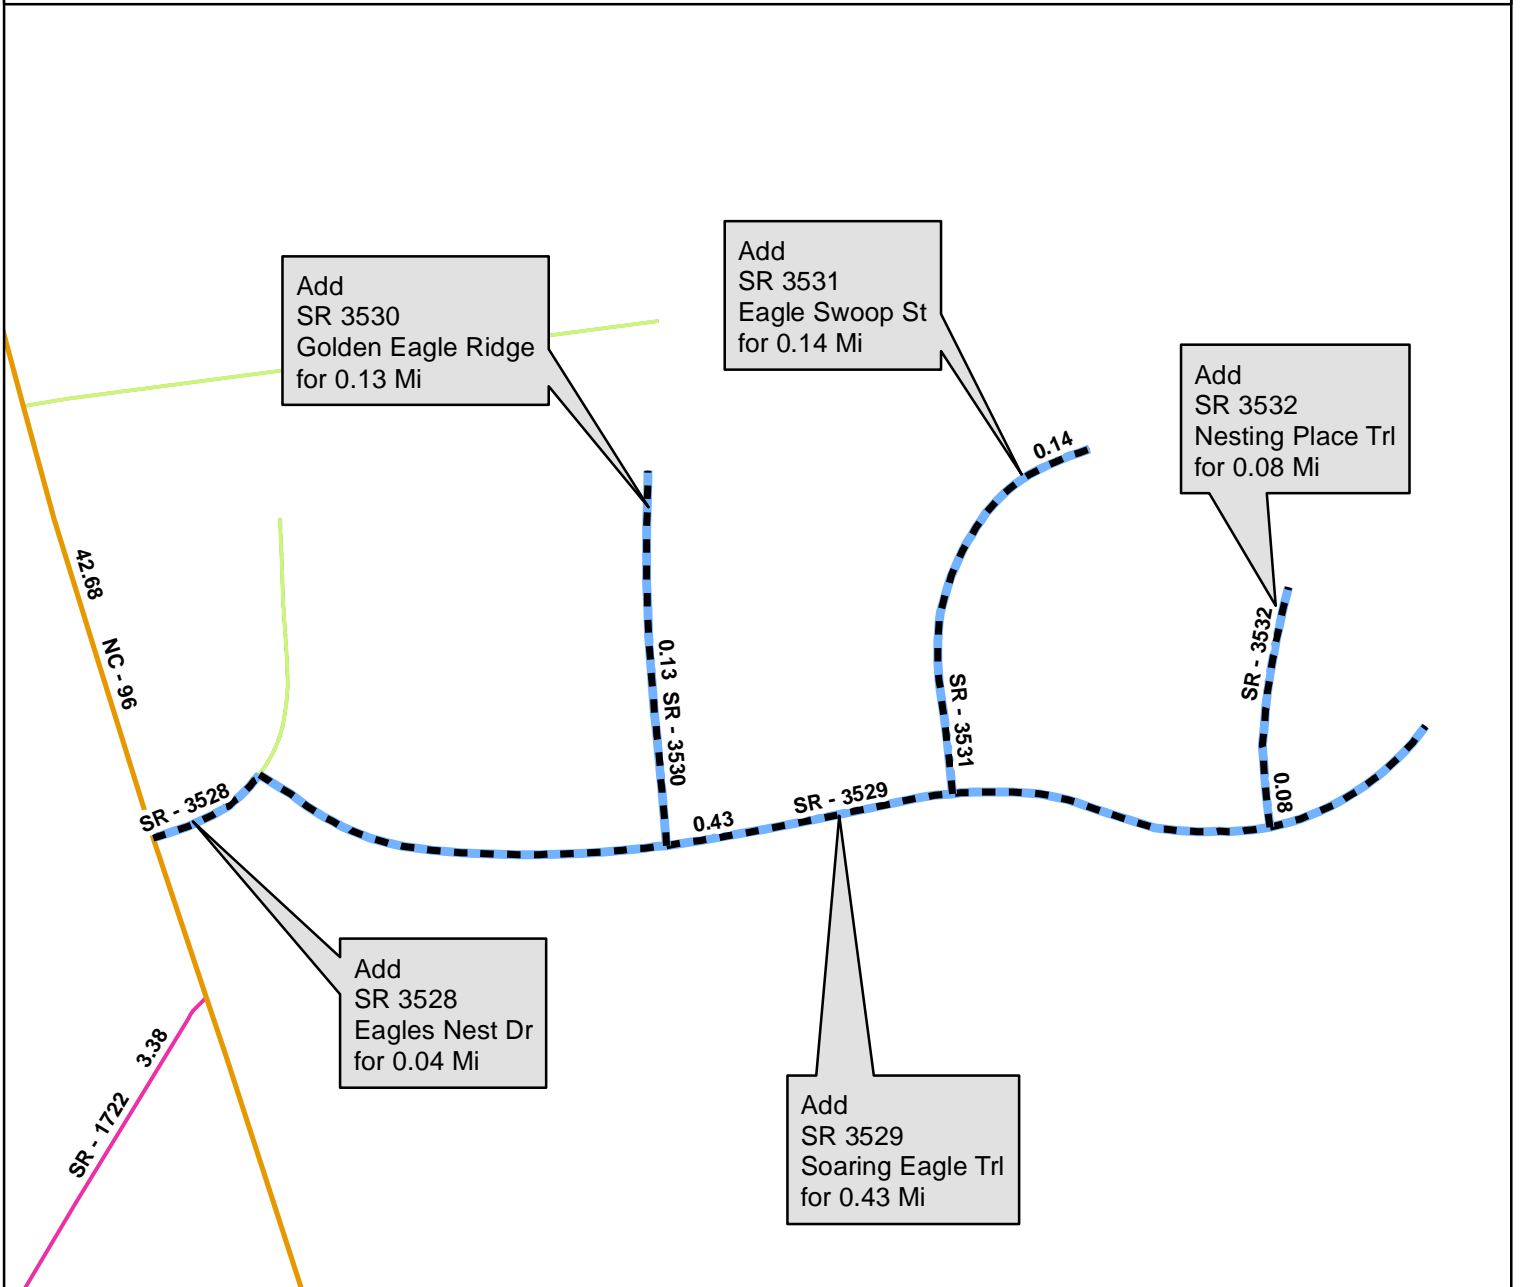 Add
SR 3531
Eagle Swoop St
for 0.14 Mi
Add
SR 3530
Golden Eagle Ridge
for 0.13 Mi
Add
SR 3532
Nesting Place Trl
for 0.08 Mi
0.14
42.68
NC - 96
0.13 SR - 3530
SR - 3531
SR - 3532
0.08
SR - 3528
0.43
SR - 3529
Add
SR 3528
Eagles Nest Dr
for 0.04 Mi
3.38
SR - 1722
Add
SR 3529
Soaring Eagle Trl
for 0.43 Mi